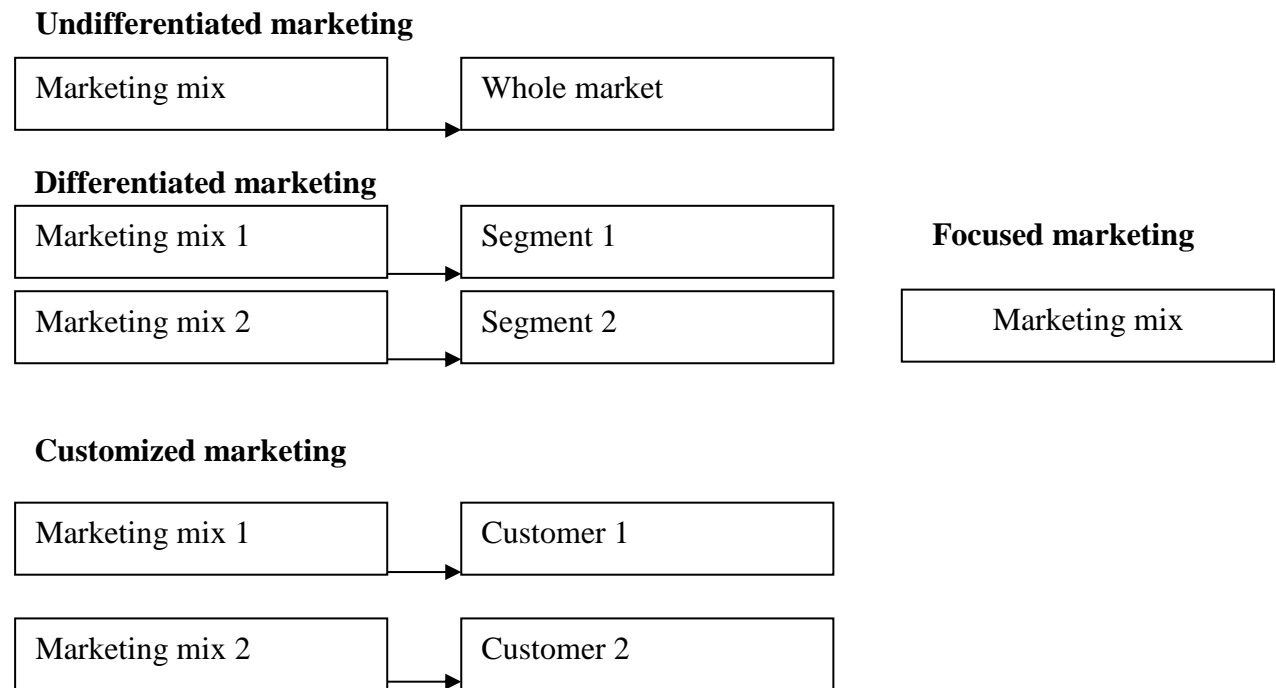 Undifferentiated marketing
Marketing mix
Whole market
Differentiated marketing
Marketing mix 1
Segment 1
Marketing mix 2
Segment 2
Focused marketing
Marketing mix
Customized marketing
Marketing mix 1
Customer 1
Marketing mix 2
Customer 2